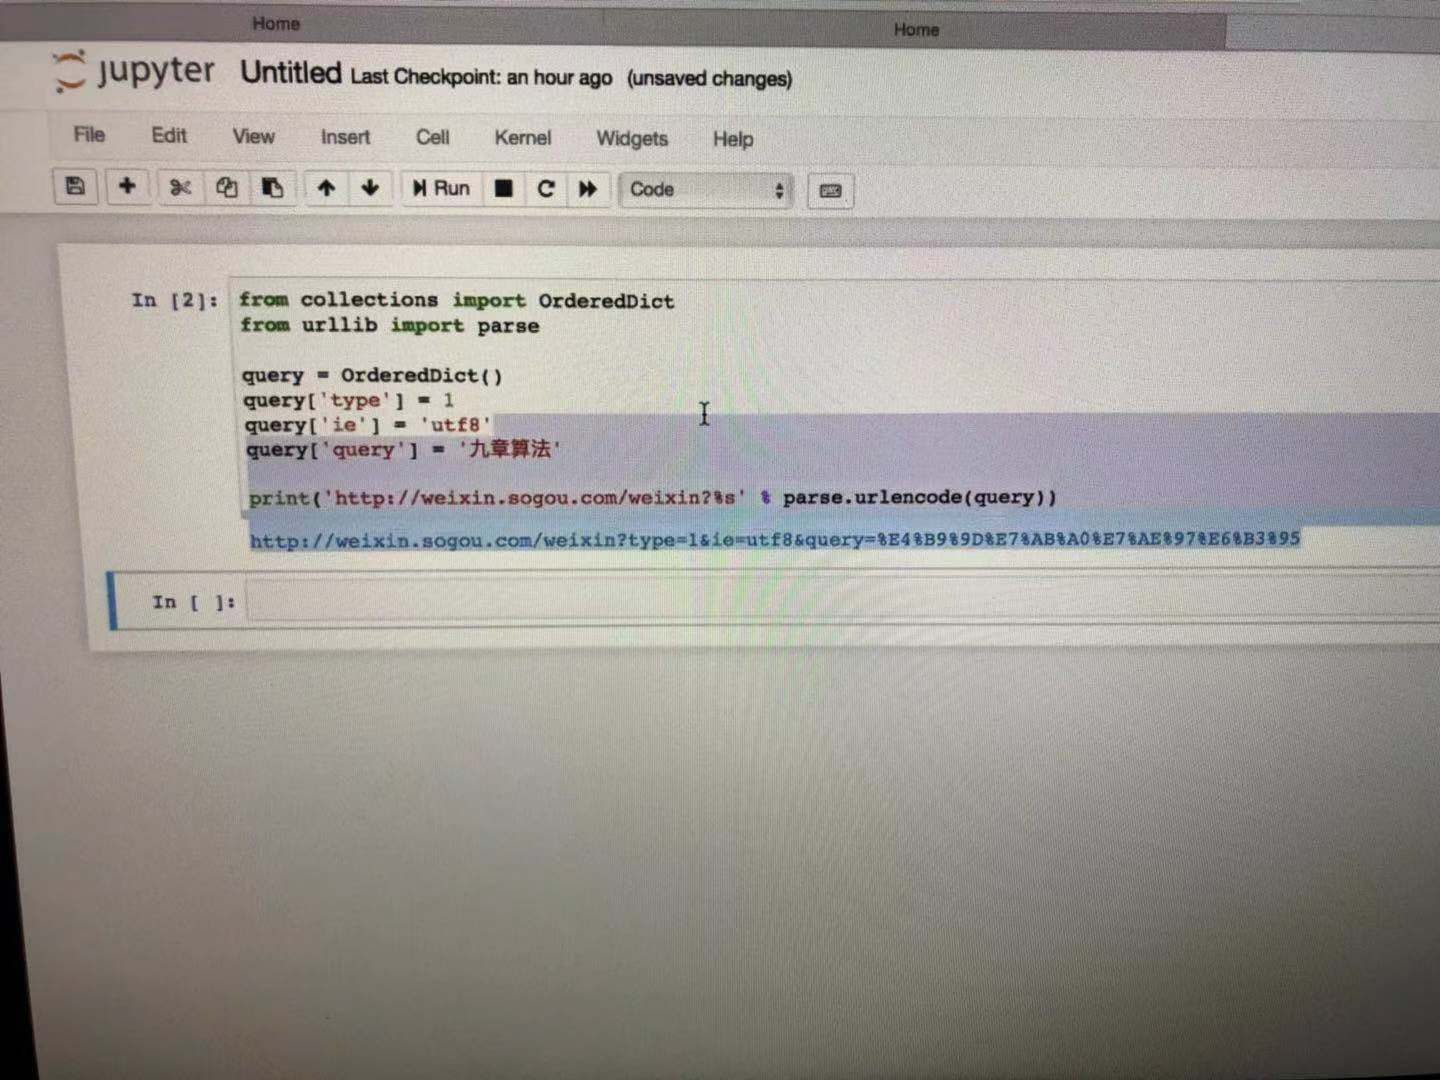 Home
Home
jupyter Untitled Last Checkpoint: an hour ago (unsaved changes)
File Edit View Insert Cell Kernel Widgets Help
Run Code
In [2]: from collections import OrderedDict
from urllib import parse
query = OrderedDict()
query['type'] = 1
query['ie'] = 'utf8'
query['query'] = '九章算法'
print('http://weixin.sogou.com/weixin?%s' % parse.urlencode(query))
http://weixin.sogou.com/weixin?type=1&ie=utf8&query=%E4%B9%9D%E7%AB%A0%E7%AE%97%E6%B3%95
In [ ]: